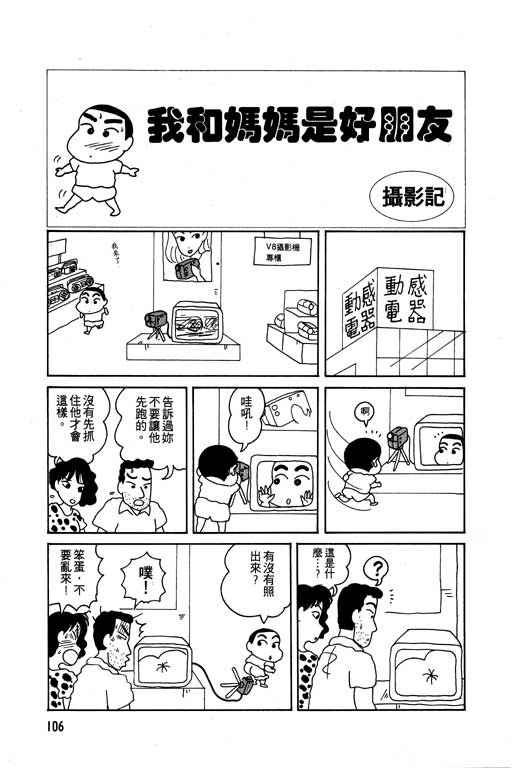 我和媽媽是好朋友
攝影記
動感
電器
動感
電器
V8攝影機
專櫃
我來了
啊
哇吼！
告訴過妳
不要讓他
先跑的。
沒有先抓
住他才會
這樣。
？
這是什
麼…？
有沒有照
出來？
噗！
笨蛋，不
要亂來！
106